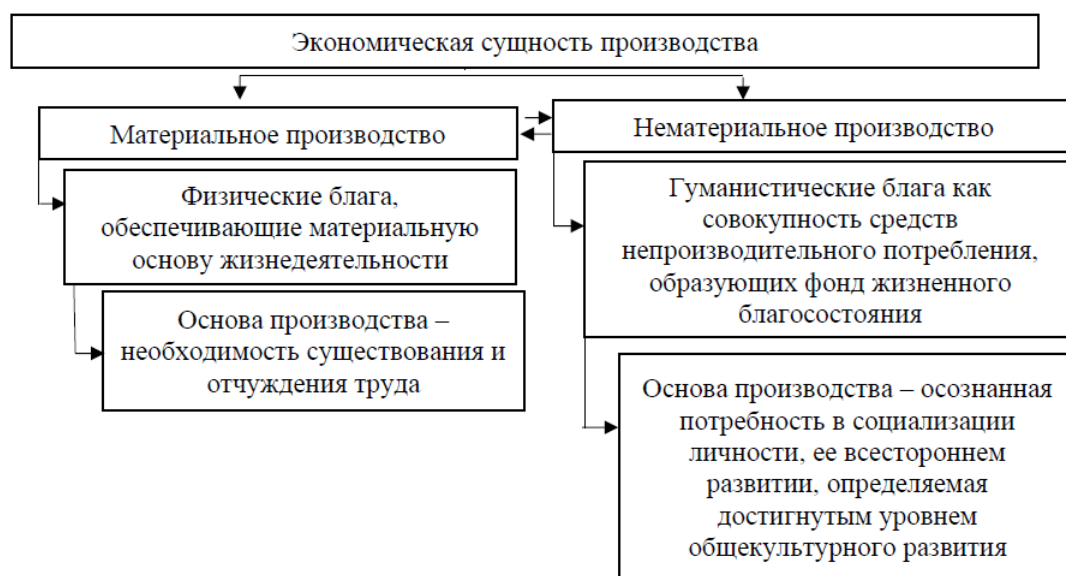 Экономическая сущность производства
Материальное производство
Нематериальное производство
Физические блага,
обеспечивающие материальную
основу жизнедеятельности
Гуманистические блага как
совокупность средств
непроизводительного потребления,
образующих фонд жизненного
благосостояния
Основа производства –
необходимость существования и
отчуждения труда
Основа производства – осознанная
потребность в социализации
личности, ее всестороннем
развитии, определяемая
достигнутым уровнем
общекультурного развития